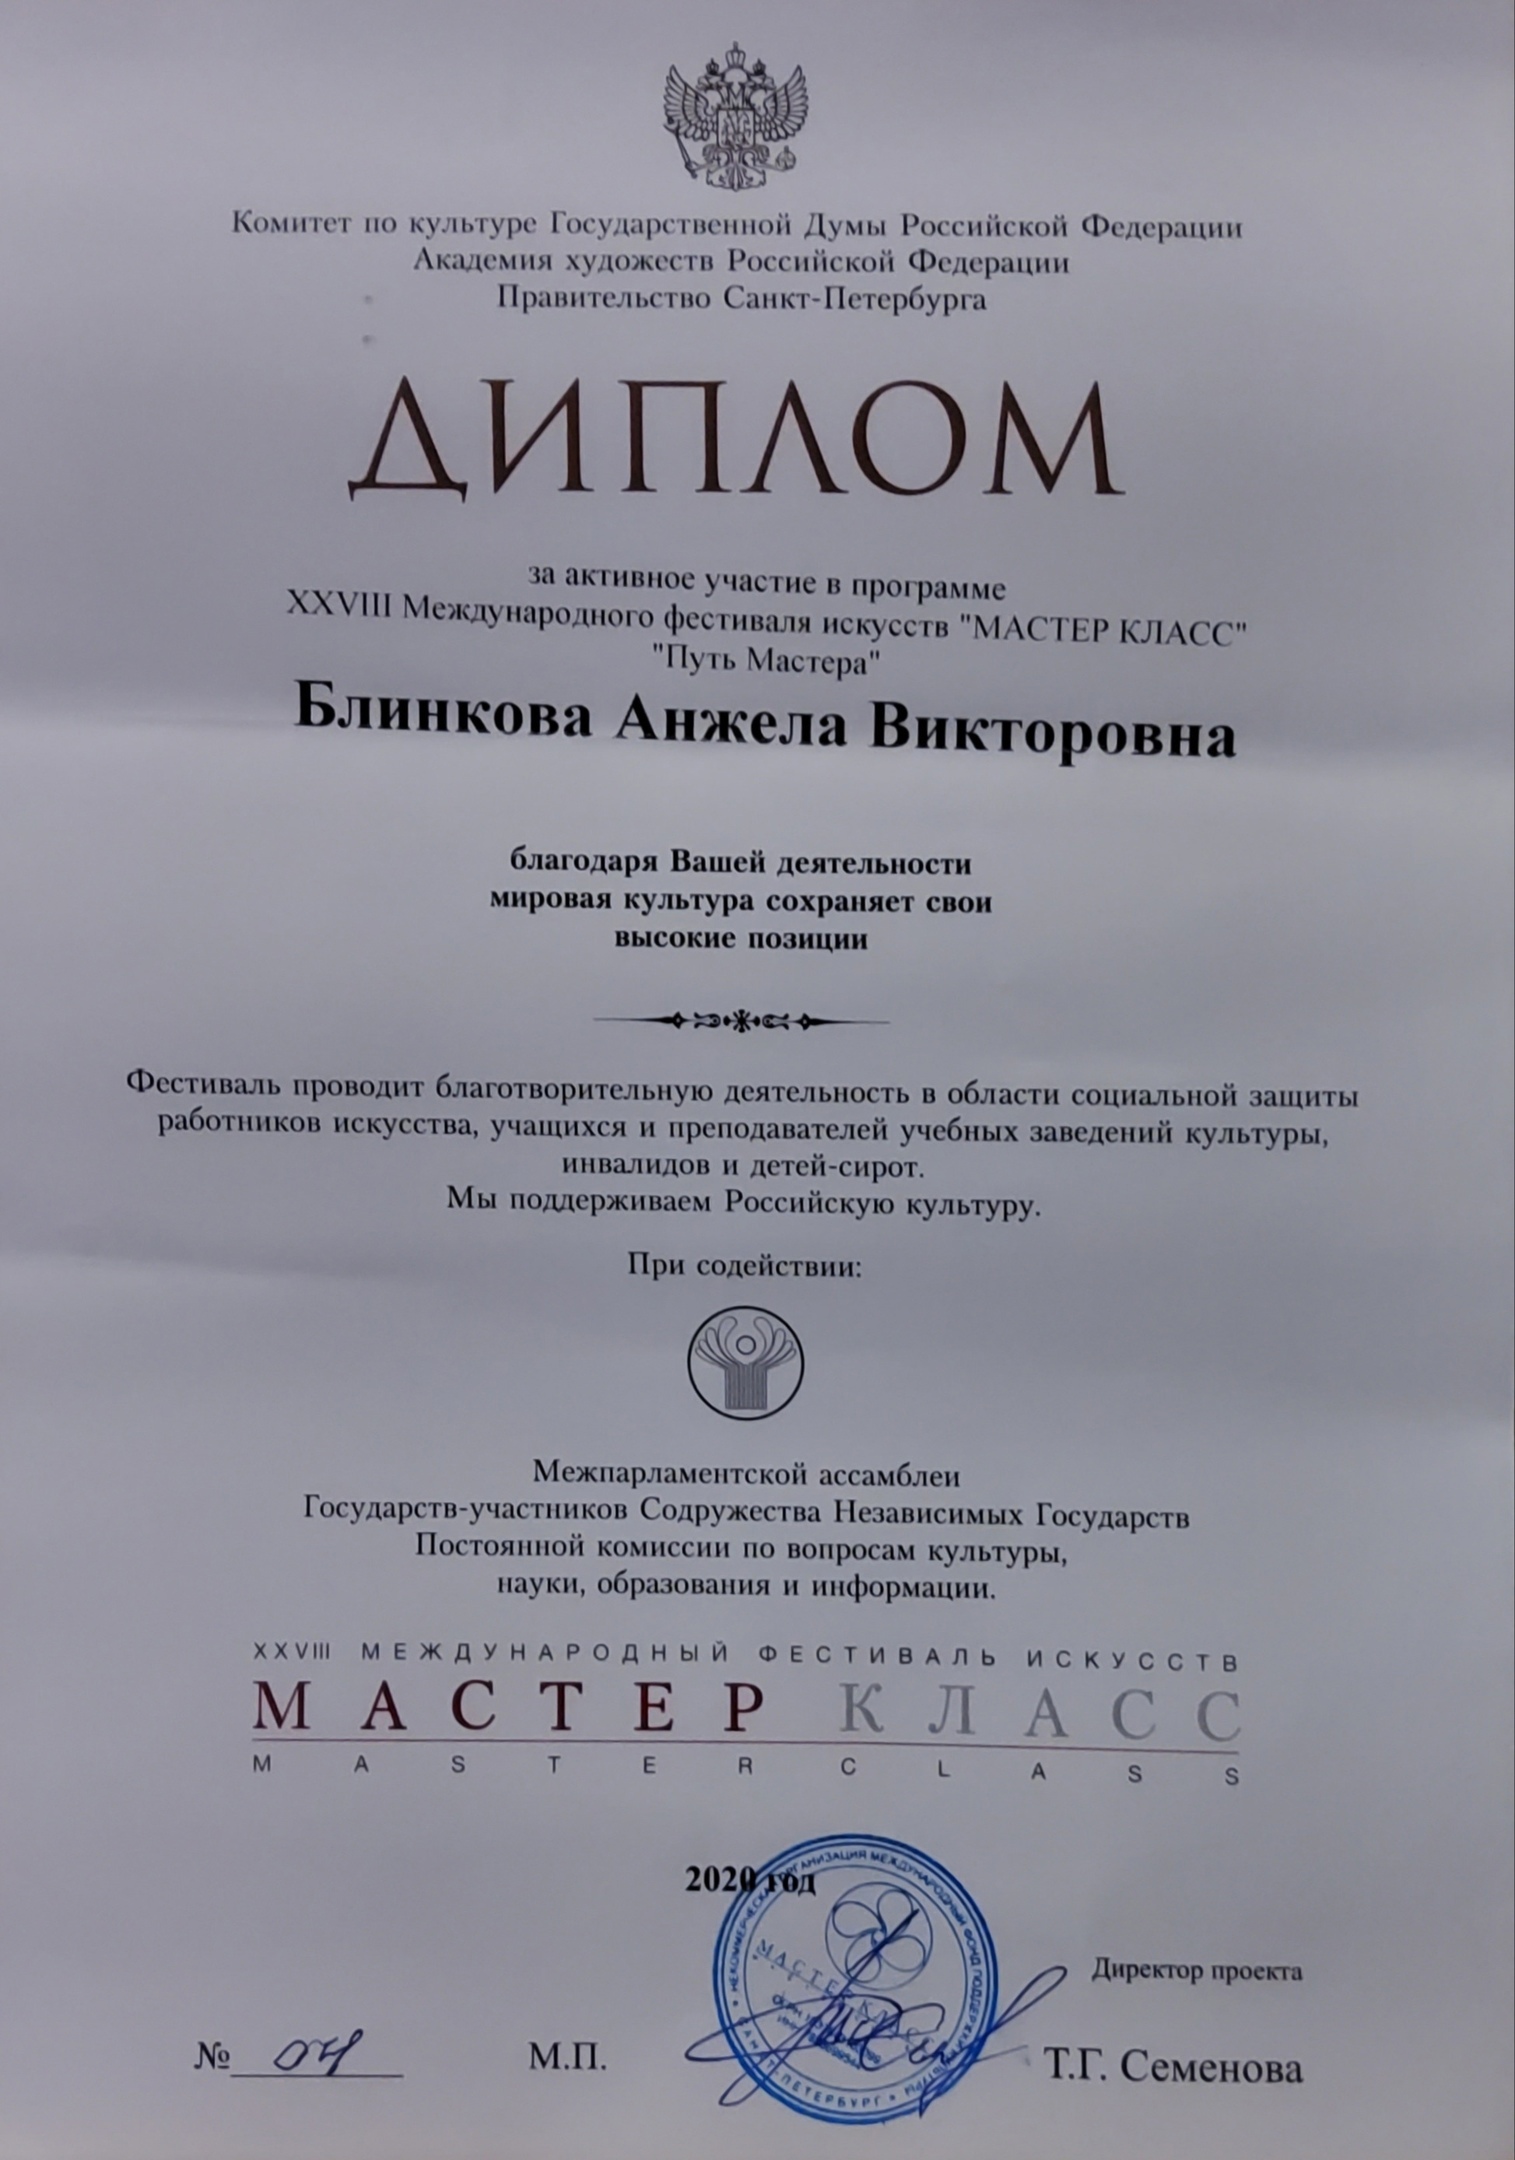 Комитет по культуре Государственной Думы Российской Федерации
Академия художеств Российской Федерации
Правительство Санкт-Петербурга
ДИПЛОМ
за активное участие в программе
XXVIII Международного фестиваля искусств "МАСТЕР КЛАСС"
"Путь Мастера"
Блинкова Анжела Викторовна
благодаря Вашей деятельности
мировая культура сохраняет свои
высокие позиции
Фестиваль проводит благотворительную деятельность в области социальной защиты
работников искусства, учащихся и преподавателей учебных заведений культуры,
инвалидов и детей-сирот.
Мы поддерживаем Российскую культуру.
При содействии:
Межпарламентской ассамблеи
Государств-участников Содружества Независимых Государств
Постоянной комиссии по вопросам культуры,
науки, образования и информации.
XXVIII МЕЖДУНАРОДНЫЙ ФЕСТИВАЛЬ ИСКУССТВ
МАСТЕР КЛАСС
MASTER CLASS
2020 год
НЕКОММЕРЧЕСКАЯ ОРГАНИЗАЦИЯ МЕЖДУНАРОДНЫЙ ФОНД ПОДДЕРЖКИ КУЛЬТУРЫ
МАСТЕР КЛАСС
САНКТ-ПЕТЕРБУРГ
Директор проекта
№ 04
М.П.
Т.Г. Семенова